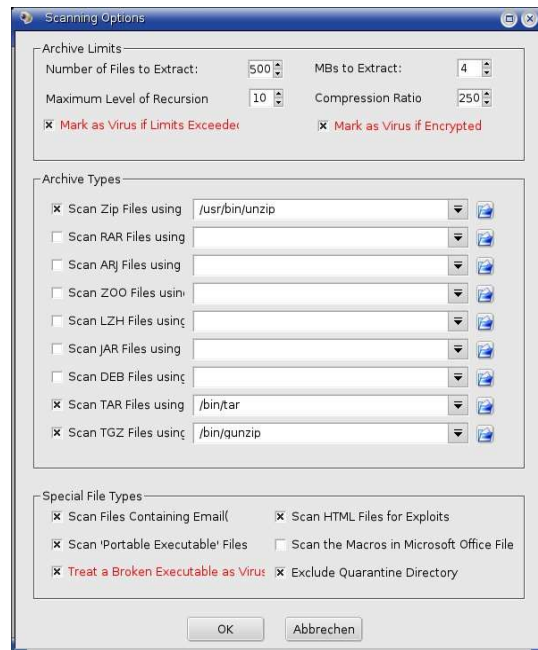 Scanning Options
Archive Limits
Number of Files to Extract: 500 MBs to Extract: 4
Maximum Level of Recursion 10 Compression Ratio 250
Mark as Virus if Limits Exceeded Mark as Virus if Encrypted
Archive Types
Scan Zip Files using /usr/bin/unzip
Scan RAR Files using
Scan ARJ Files using
Scan ZOO Files usin
Scan LZH Files using
Scan JAR Files using
Scan DEB Files using
Scan TAR Files using /bin/tar
Scan TGZ Files using /bin/gunzip
Special File Types
Scan Files Containing Email( Scan HTML Files for Exploits
Scan 'Portable Executable' Files Scan the Macros in Microsoft Office File
Treat a Broken Executable as Virus Exclude Quarantine Directory
OK Abbrechen